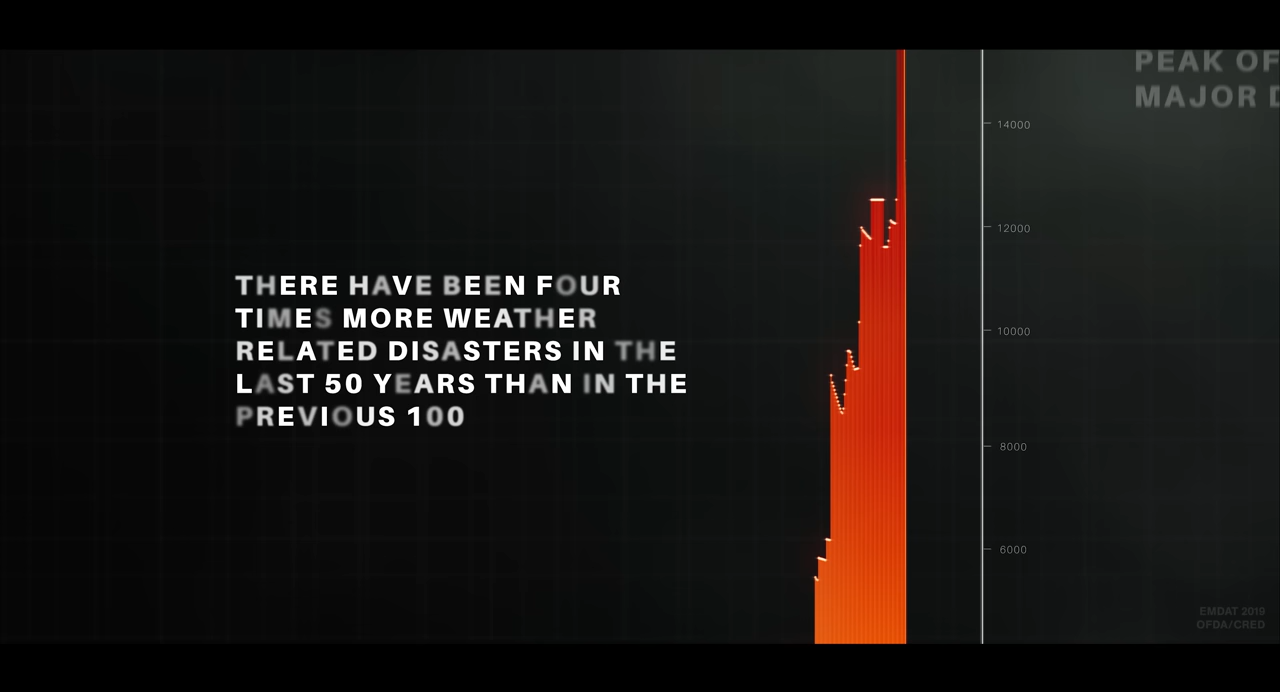 PEAK OF
MAJOR
14000
12000
THERE HAVE BEEN FOUR
TIMES MORE WEATHER
RELATED DISASTERS IN THE
LAST 50 YEARS THAN IN THE
PREVIOUS 100
10000
8000
6000
EMDAT 2019
OFDA/CRED